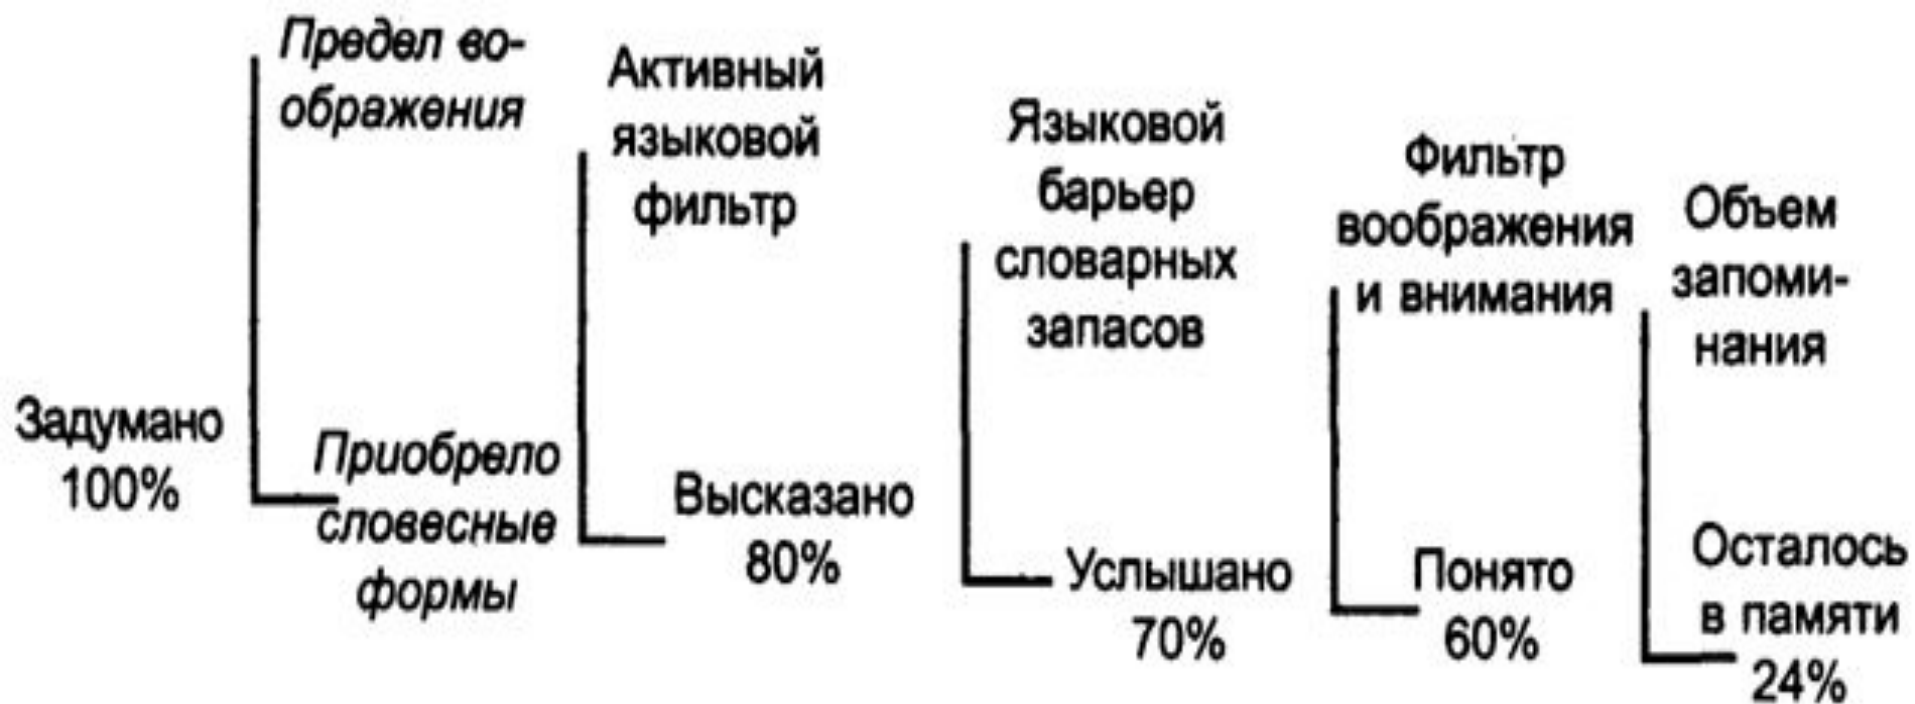 Задумано
100%
Предел во-
ображения
Приобрело
словесные
формы
Активный
языковой
фильтр
Высказано
80%
Языковой
барьер
словарных
запасов
Услышано
70%
Фильтр
воображения
и внимания
Понято
60%
Объем
запоми-
нания
Осталось
в памяти
24%